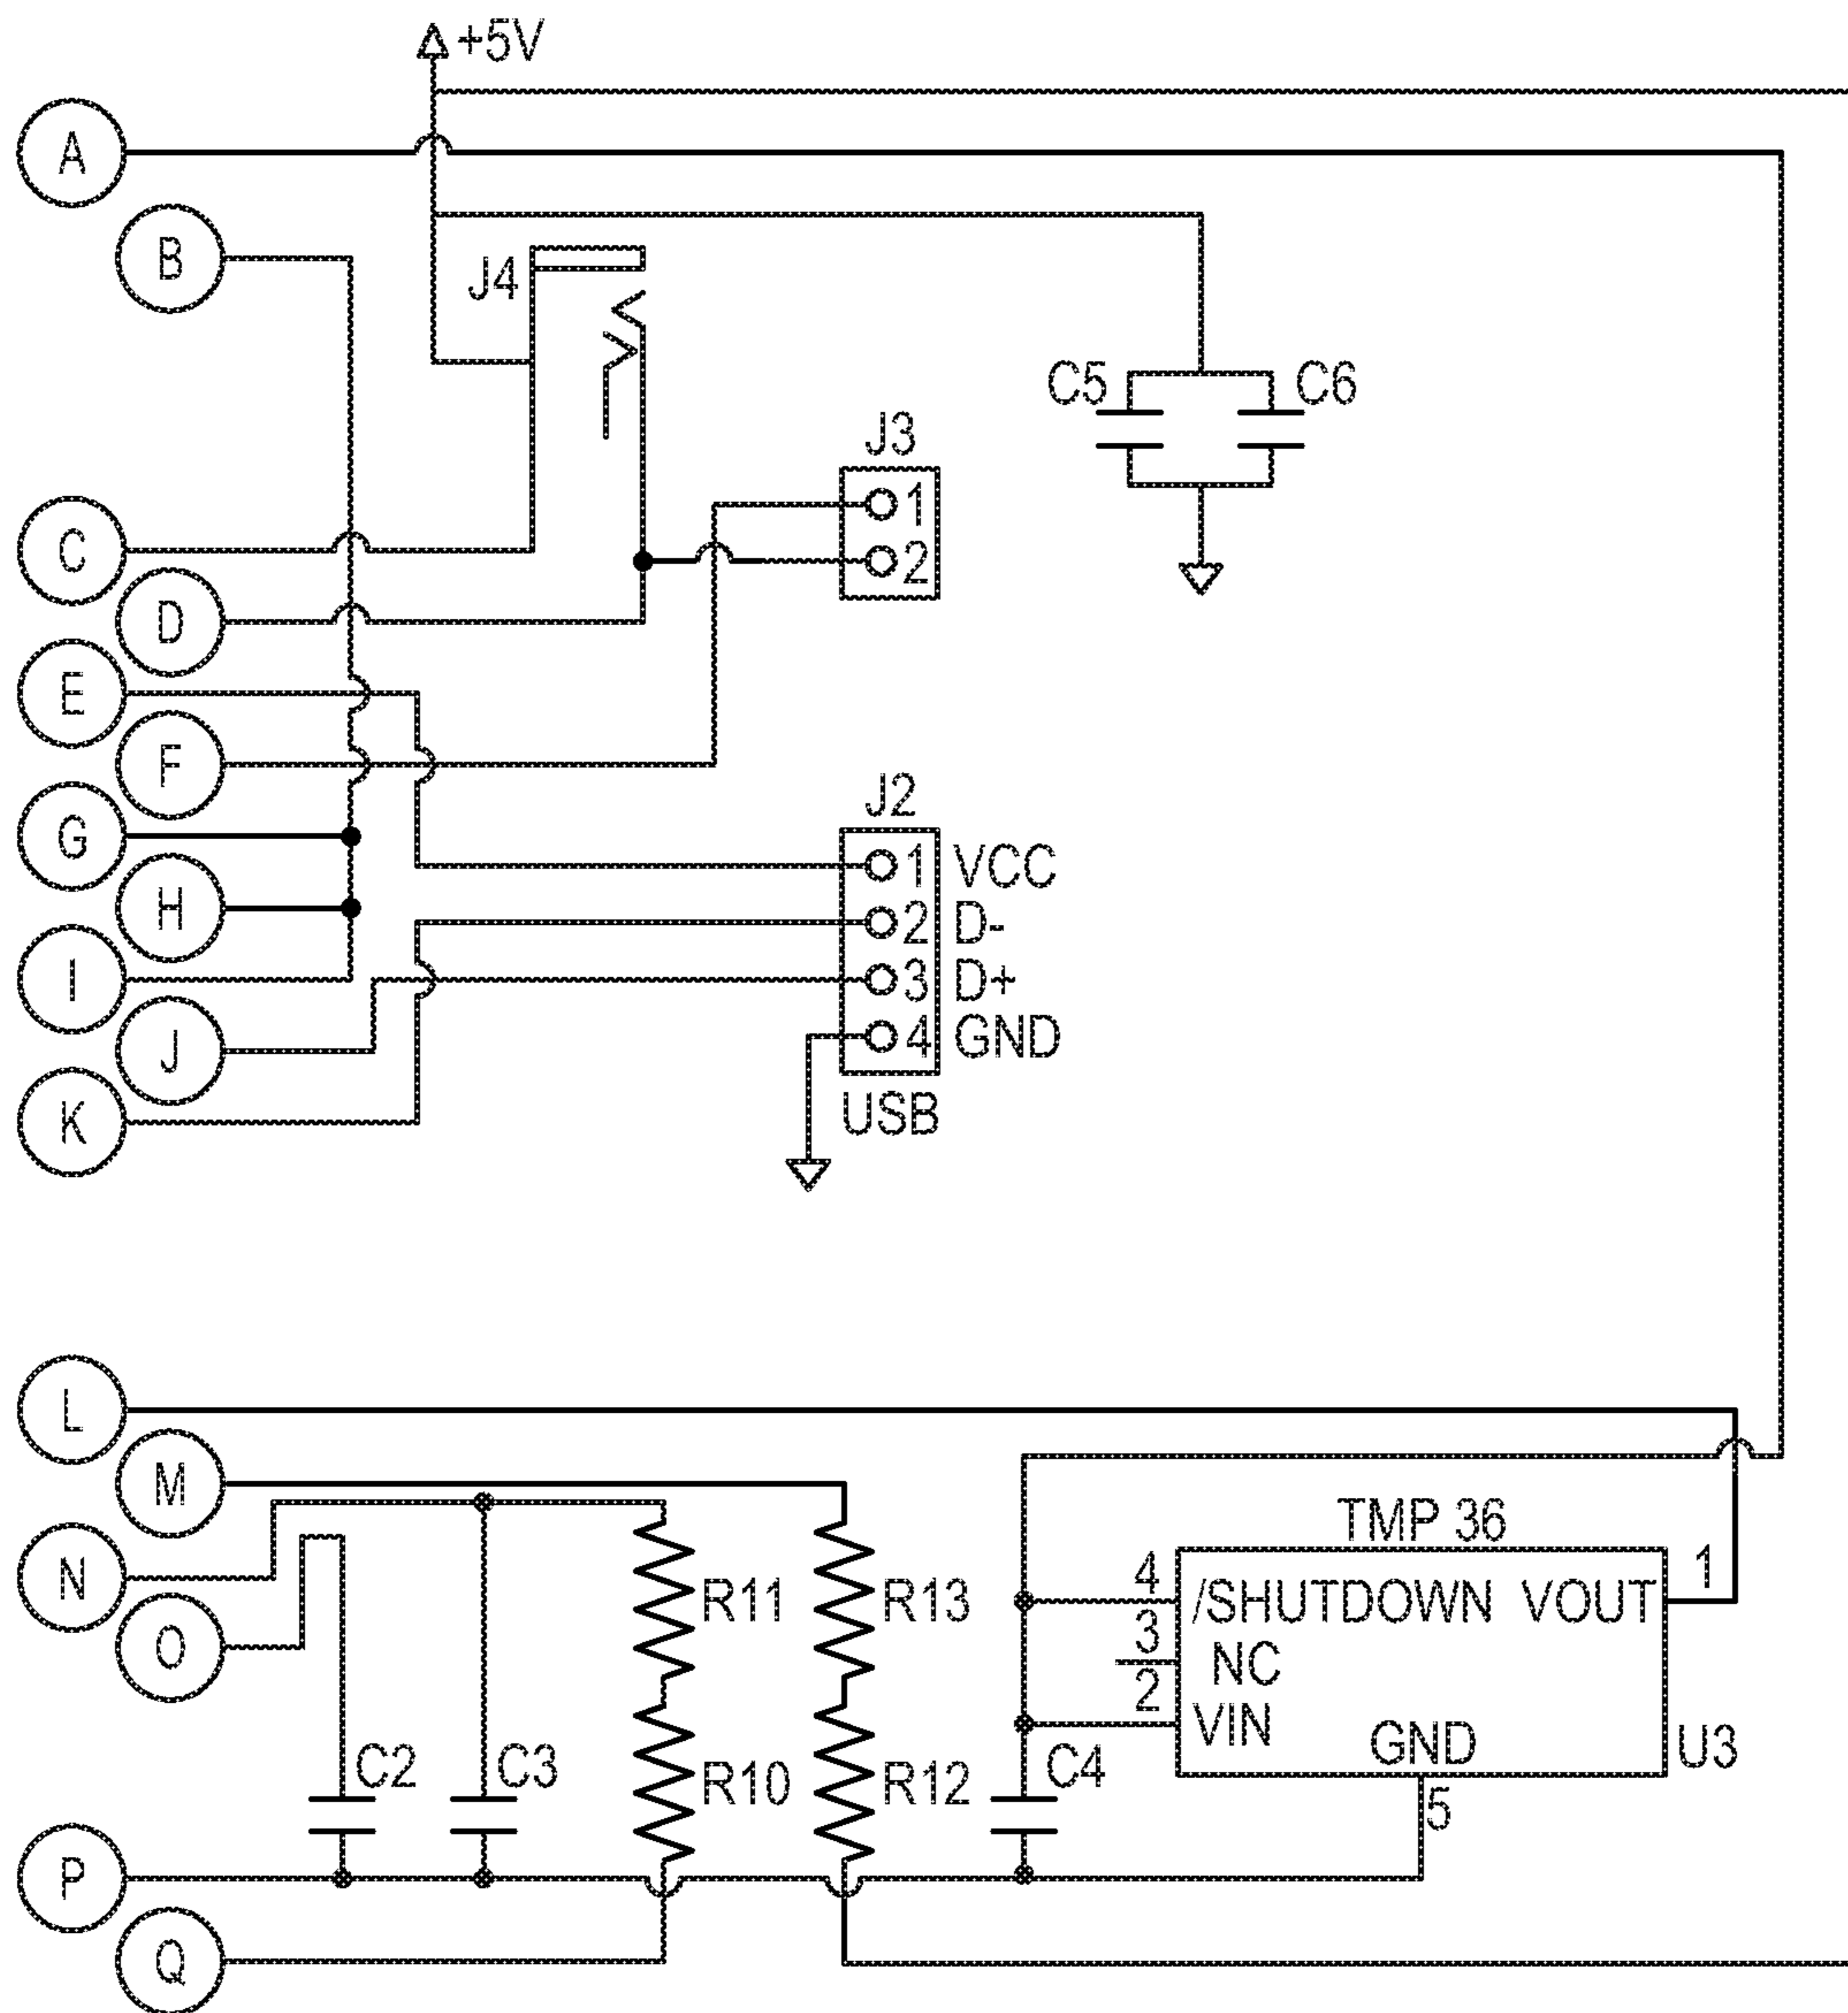 +5V
A
B
J4
C5
C6
J3
1
2
C
D
E
F
G
H
I
J
K
J2
1 VCC
2 D-
3 D+
4 GND
USB
L
M
N
O
P
Q
TMP 36
4
3
2
1
/SHUTDOWN VOUT
NC
VIN
GND
U3
5
R11
R13
R10
R12
C2
C3
C4